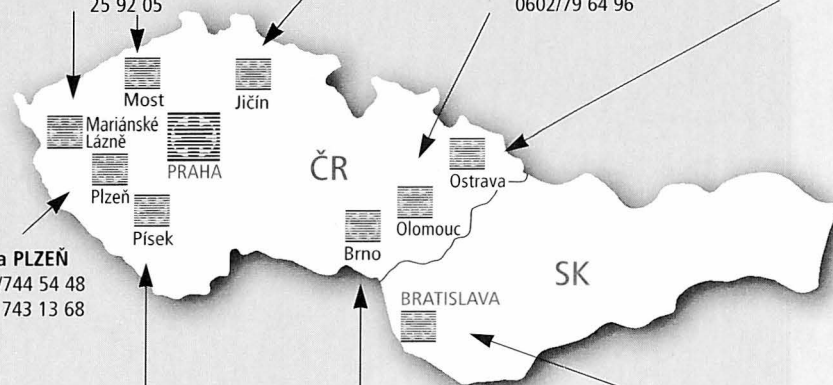 25 92 05
0602/79 64 96
Most
Jičín
Mariánské
Lázně
PRAHA
ČR
Ostrava
Plzeň
Olomouc
Písek
Brno
SK
a PLZEŇ
/744 54 48
743 13 68
BRATISLAVA